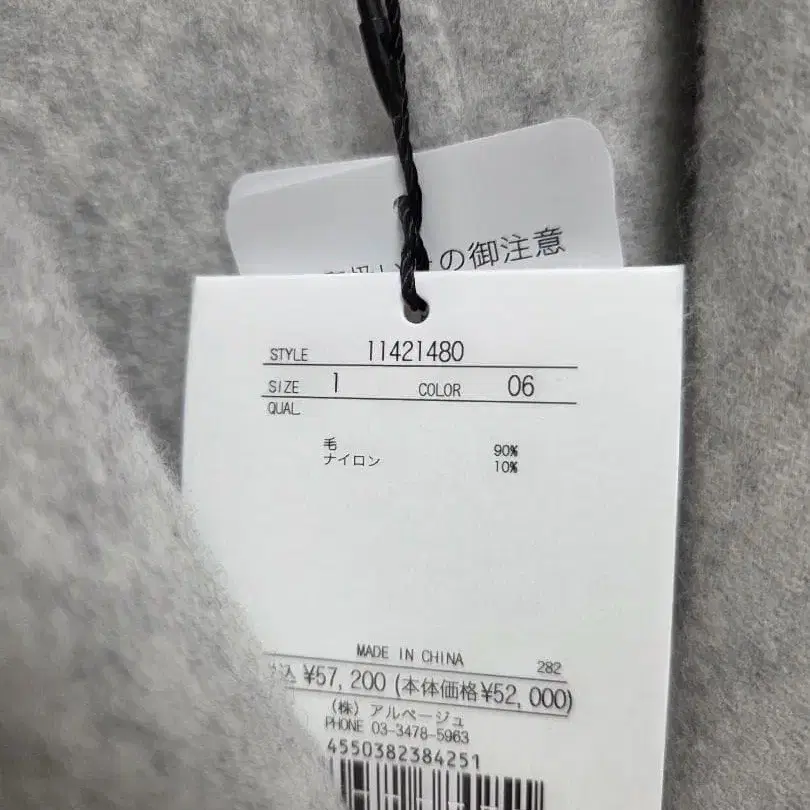 の御注意
STYLE 11421480
SIZE 1 COLOR 06
QUAL
毛 90%
ナイロン 10%
MADE IN CHINA 282
込 ¥57,200 (本体価格¥52,000)
(株) アルページュ
PHONE 03-3478-5963
4550382384251